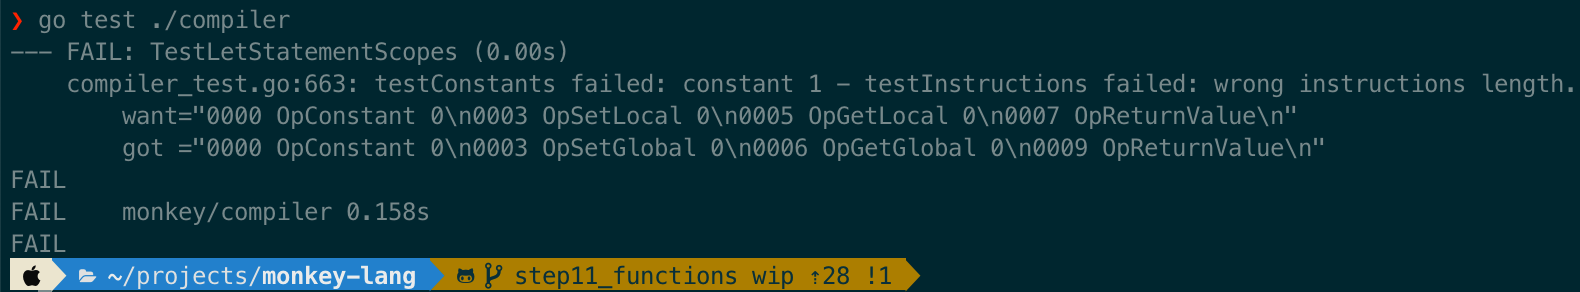 ❯ go test ./compiler
--- FAIL: TestLetStatementScopes (0.00s)
    compiler_test.go:663: testConstants failed: constant 1 - testInstructions failed: wrong instructions length.
        want="0000 OpConstant 0\n0003 OpSetLocal 0\n0005 OpGetLocal 0\n0007 OpReturnValue\n"
        got ="0000 OpConstant 0\n0003 OpSetGlobal 0\n0006 OpGetGlobal 0\n0009 OpReturnValue\n"
FAIL
FAIL    monkey/compiler 0.158s
FAIL
~/projects/monkey-lang step11_functions wip ⇡28 !1